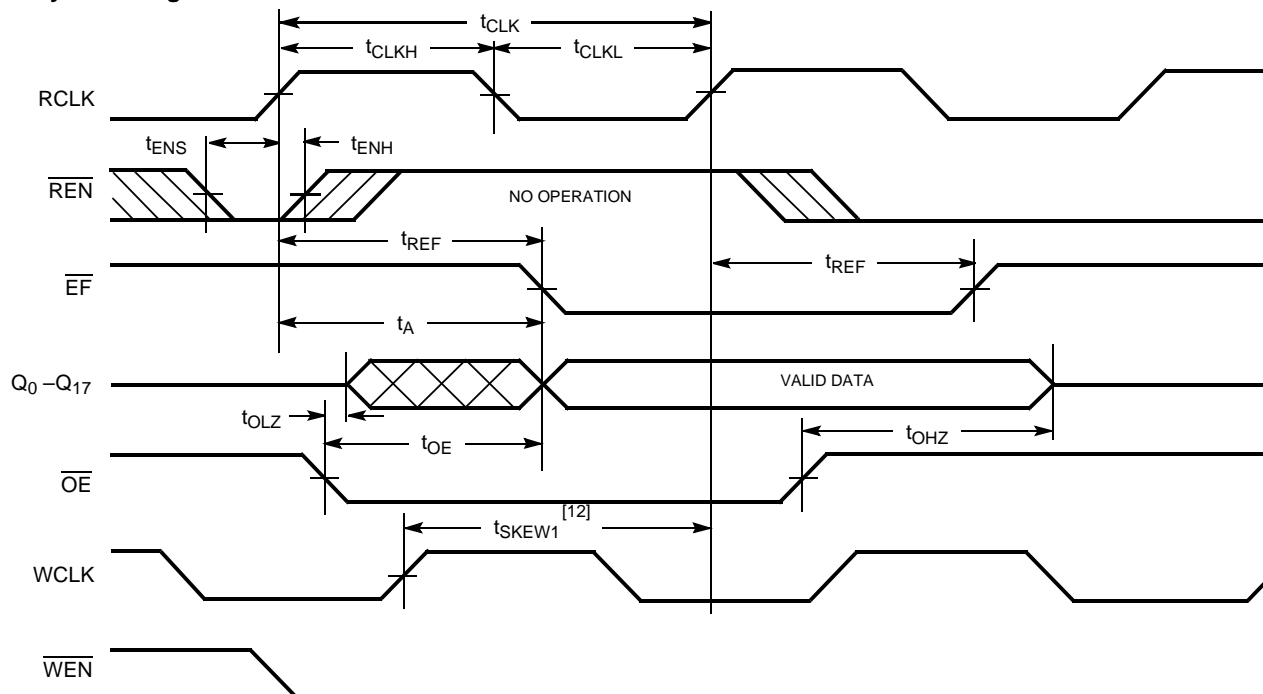 tCLK
tCLKH
tCLKL
RCLK
tENS
tENH
REN
NO OPERATION
tREF
tREF
EF
tA
Q0 –Q17
VALID DATA
tOLZ
tOE
tOHZ
OE
tSKEW1[12]
WCLK
WEN